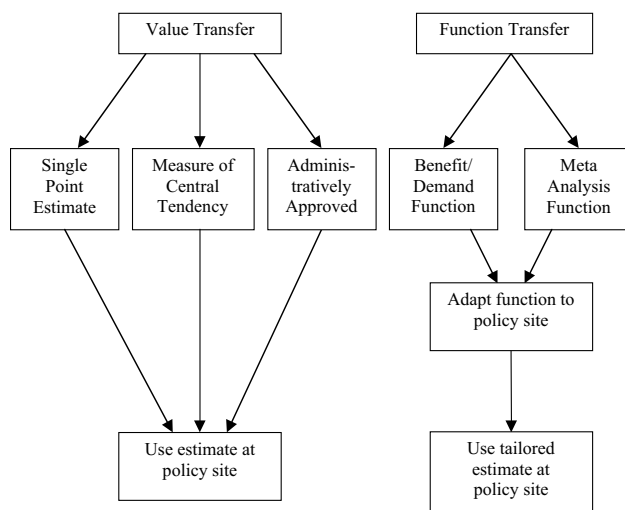 Value Transfer
Function Transfer
Single
Point
Estimate
Measure of
Central
Tendency
Adminis-
tratively
Approved
Benefit/
Demand
Function
Meta
Analysis
Function
Adapt function to
policy site
Use estimate at
policy site
Use tailored
estimate at
policy site